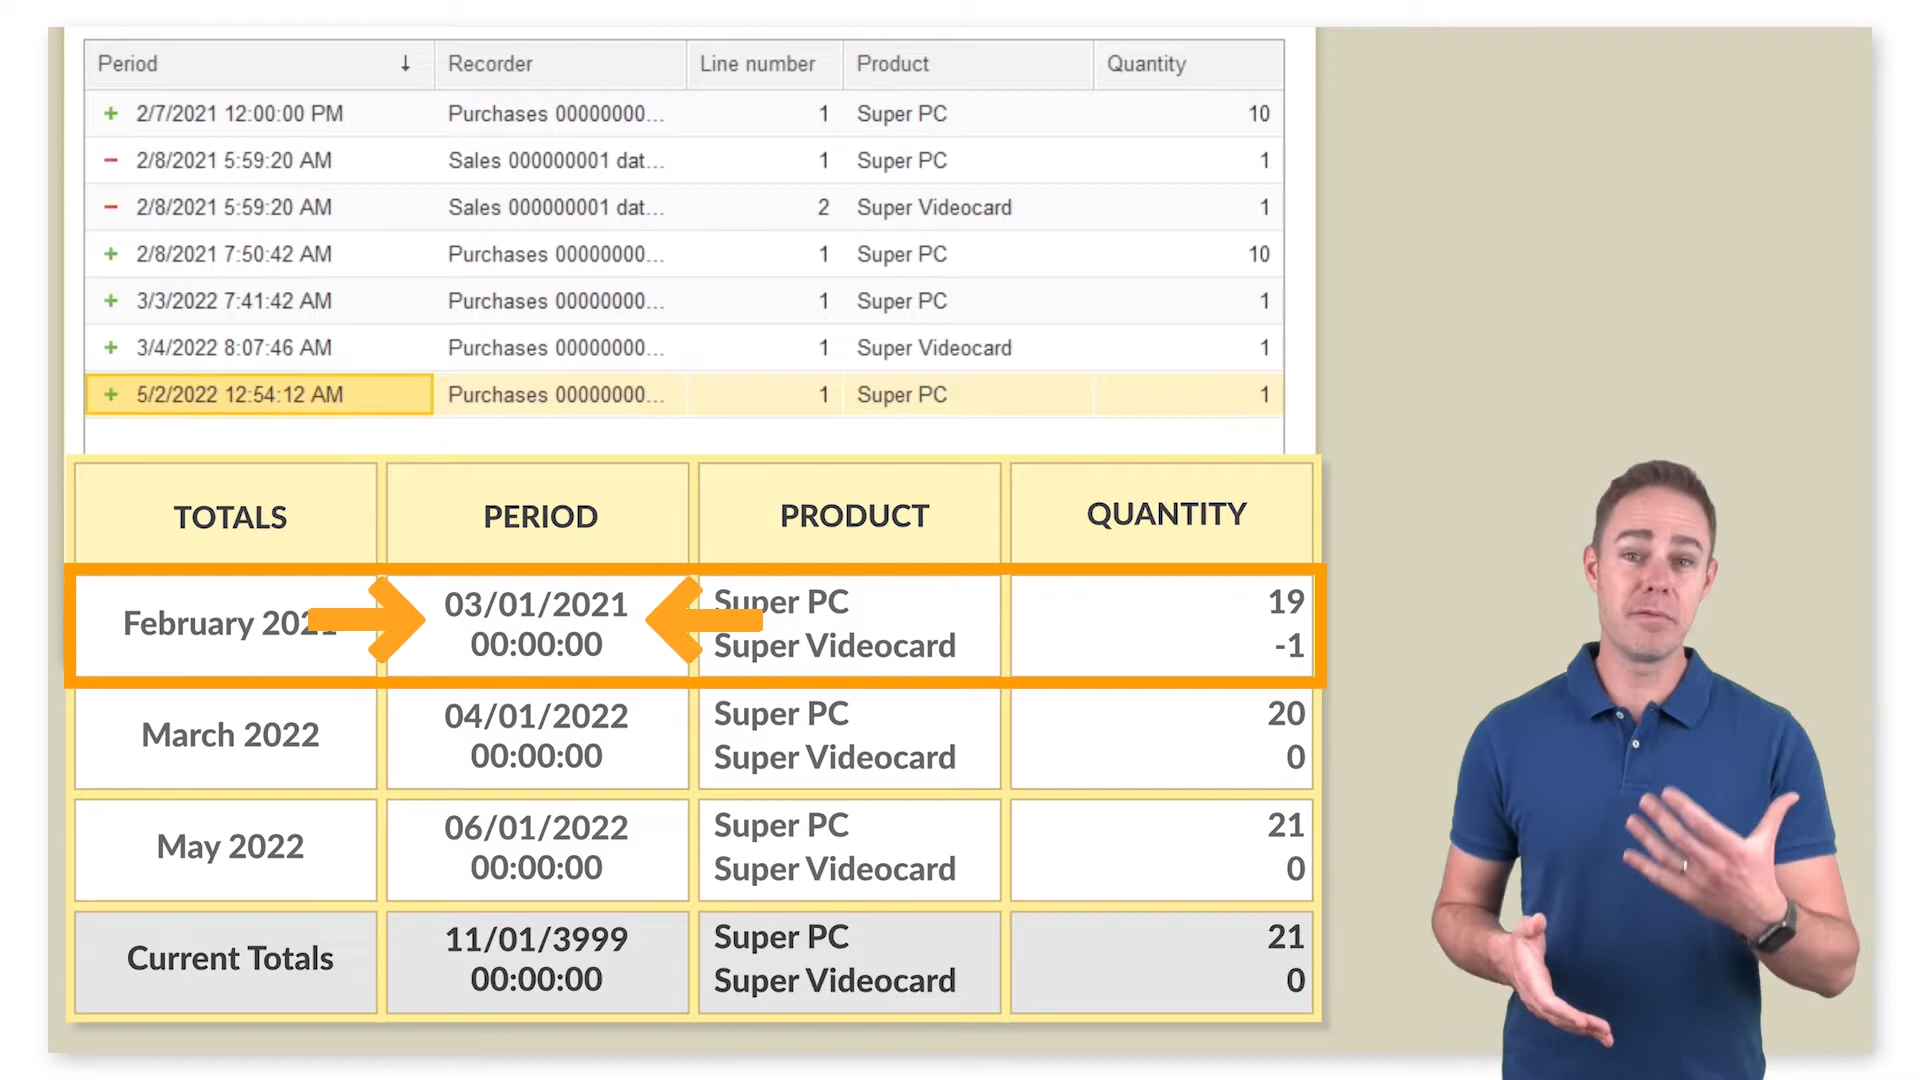 Period ↓ Recorder Line number Product Quantity
+ 2/7/2021 12:00:00 PM Purchases 00000000... 1 Super PC 10
− 2/8/2021 5:59:20 AM Sales 000000001 dat... 1 Super PC 1
− 2/8/2021 5:59:20 AM Sales 000000001 dat... 2 Super Videocard 1
+ 2/8/2021 7:50:42 AM Purchases 00000000... 1 Super PC 10
+ 3/3/2022 7:41:42 AM Purchases 00000000... 1 Super PC 1
+ 3/4/2022 8:07:46 AM Purchases 00000000... 1 Super Videocard 1
+ 5/2/2022 12:54:12 AM Purchases 00000000... 1 Super PC 1
TOTALS PERIOD PRODUCT QUANTITY
February 2021
03/01/2021
00:00:00
Super PC 19
Super Videocard -1
March 2022
04/01/2022
00:00:00
Super PC 20
Super Videocard 0
May 2022
06/01/2022
00:00:00
Super PC 21
Super Videocard 0
Current Totals
11/01/3999
00:00:00
Super PC 21
Super Videocard 0